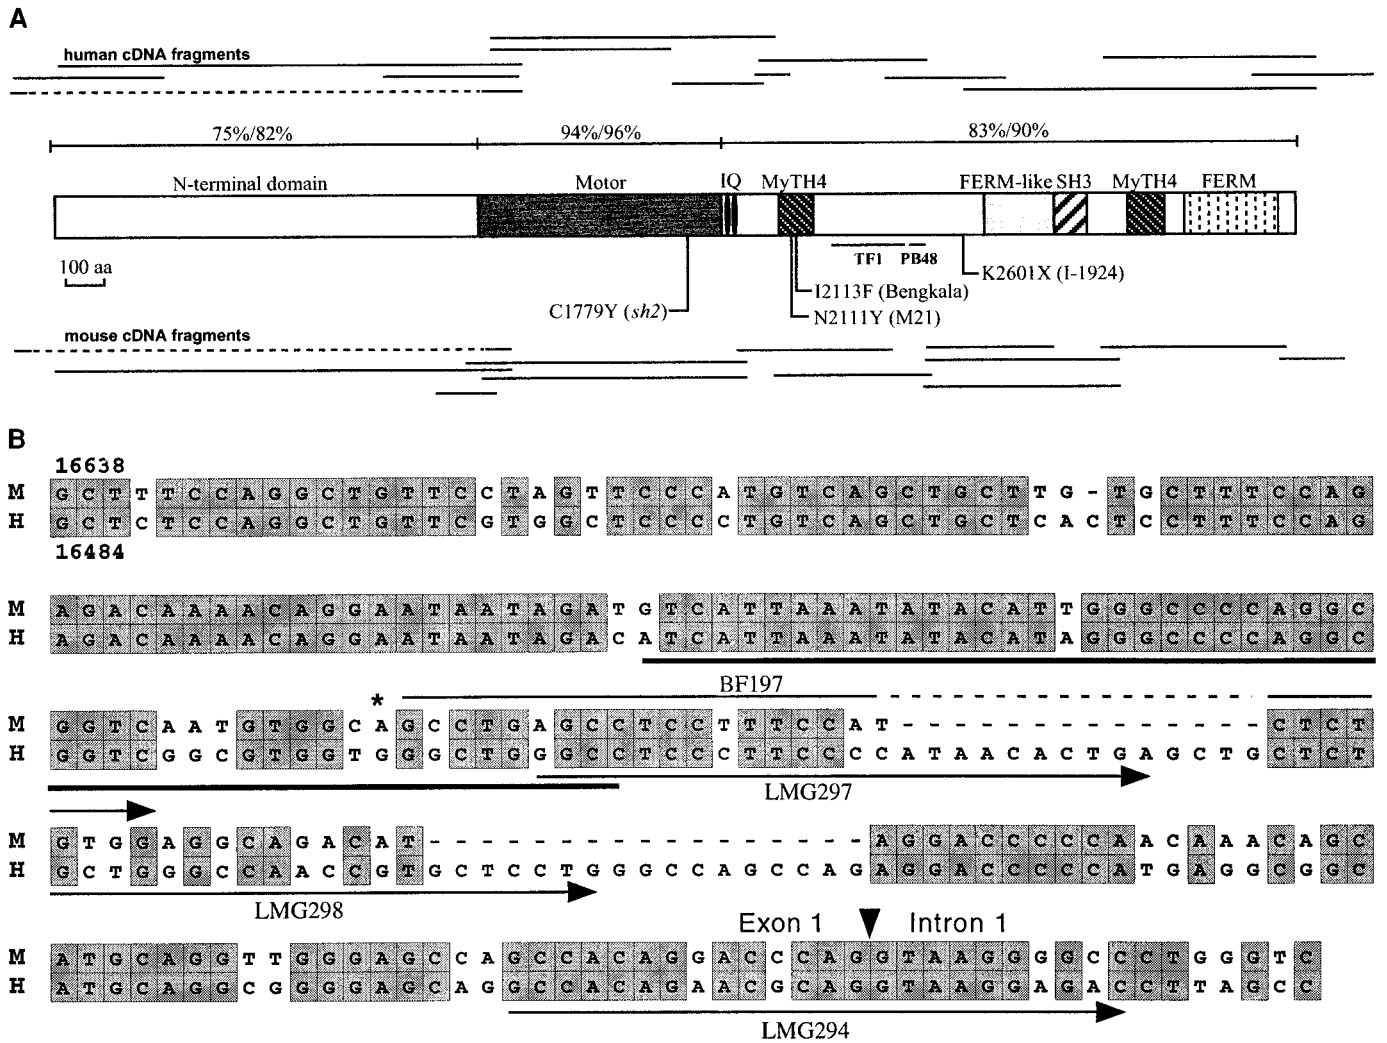 A
human cDNA fragments
75%/82% 94%/96% 83%/90%
N-terminal domain Motor IQ MyTH4 FERM-like SH3 MyTH4 FERM
100 aa
TF1 PB48
K2601X (I-1924)
I2113F (Bengkala)
C1779Y (sh2)
N2111Y (M21)
mouse cDNA fragments
B
16638
M G C T T T C C A G G C T G T T C C T A G T T C C C A T G T C A G C T G C T T G - T G C T T T C C A G
H G C T C T C C A G G C T G T T C G T G G C T C C C C T G T C A G C T G C T C A C T C C T T T C C A G
16484
M A G A C A A A A C A G G A A T A A T A G A T G T C A T T A A A T A T A C A T T G G G C C C C A G G C
H A G A C A A A A C A G G A A T A A T A G A C A T C A T T A A A T A T A C A T A G G G C C C C A G G C
BF197
*
M G G T C A A T G T G G C A G C C T G A G C C T C C T T T C C A T - - - - - - - - - - - - - - C T C T
H G G T C G G C G T G G T G G G C T G G G C C T C C C T T C C C C A T A A C A C T G A G C T G C T C T
LMG297
M G T G G A G G C A G A C A T - - - - - - - - - - - - - - - - - A G G A C C C C C A A C A A A C A G C
H G C T G G G C C A A C C G T G C T C C T G G G C C A G C C A G A G G A C C C C C A T G A G G C G G C
LMG298
Exon 1 Intron 1
M A T G C A G G T T G G G A G C C A G C C A C A G G A C C C A G G T A A G G G G C C C T G G G T C
H A T G C A G G C G G G G A G C A G G C C A C A G A A C G C A G G T A A G G A G A C C T T A G C C
LMG294